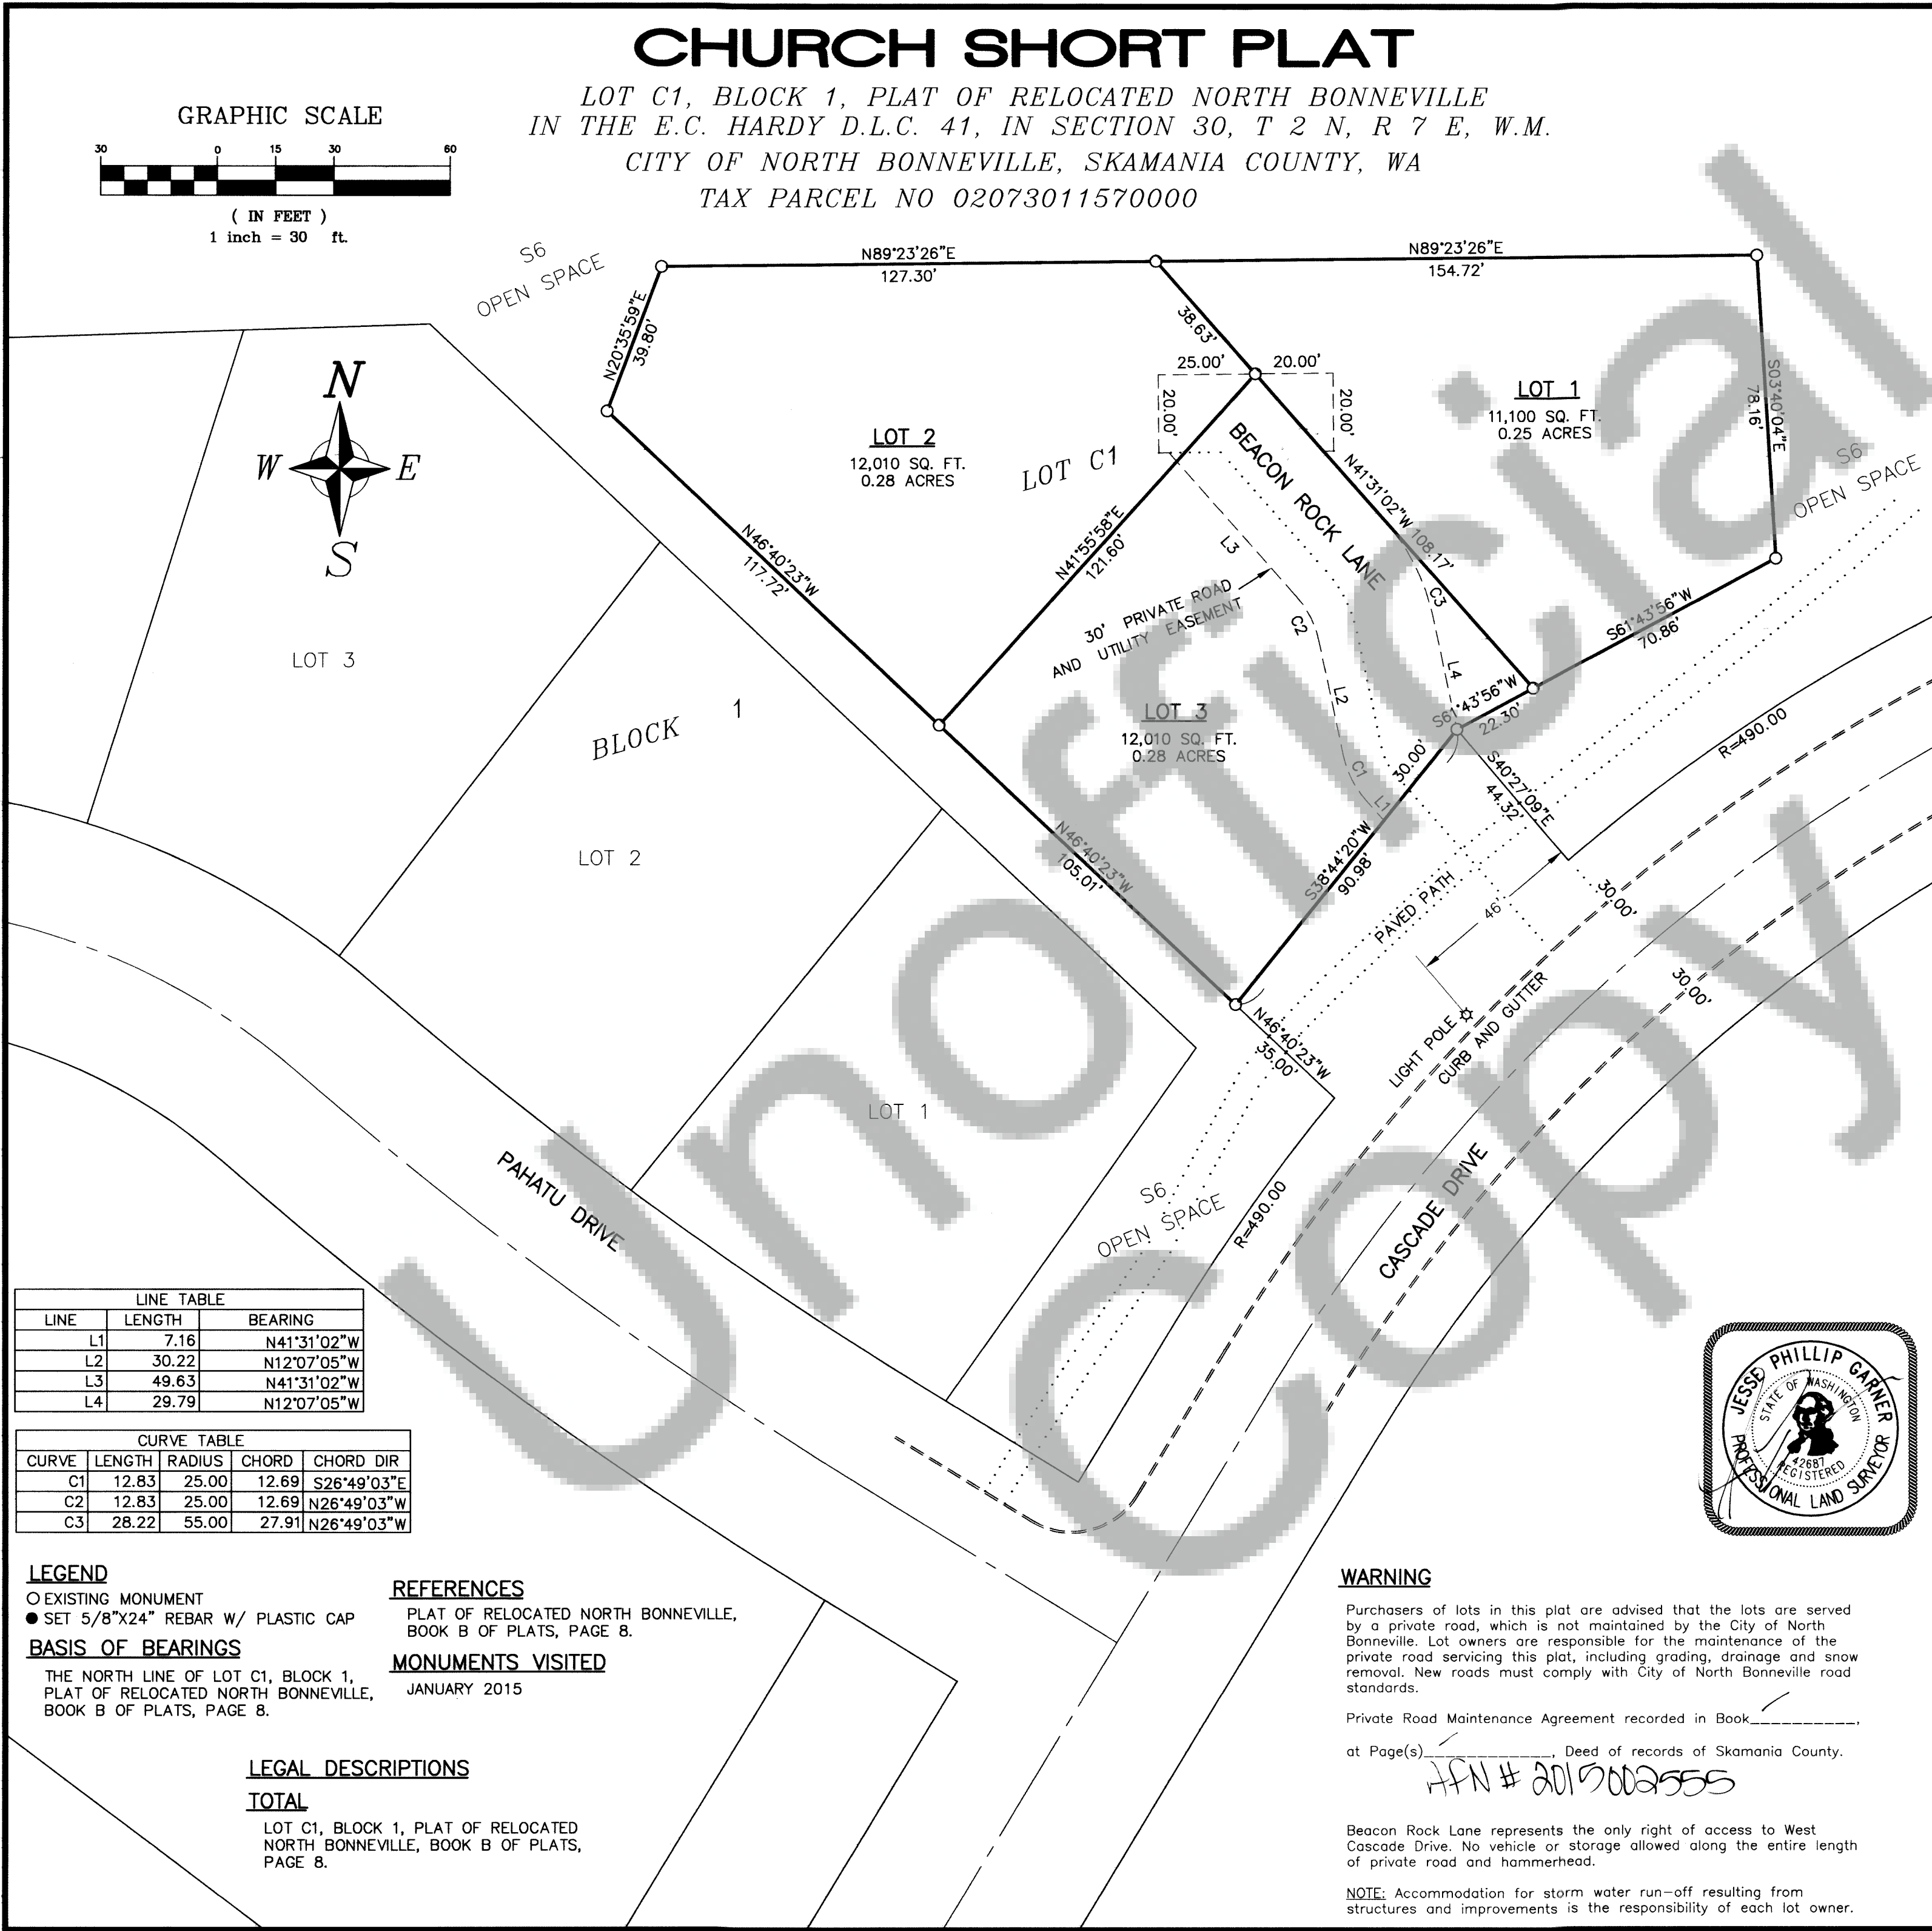 CHURCH SHORT PLAT
LOT C1, BLOCK 1, PLAT OF RELOCATED NORTH BONNEVILLE
IN THE E.C. HARDY D.L.C. 41, IN SECTION 30, T 2 N, R 7 E, W.M.
CITY OF NORTH BONNEVILLE, SKAMANIA COUNTY, WA
TAX PARCEL NO 02073011570000
GRAPHIC SCALE
30 0 15 30 60
( IN FEET )
1 inch = 30 ft.
N
W E
S
S6
OPEN SPACE
N89°23'26"E
127.30'
N89°23'26"E
154.72'
N20°35'59"E
39.80'
38.63'
25.00'
20.00'
20.00'
20.00'
LOT 1
11,100 SQ. FT.
0.25 ACRES
S03°40'04"E
78.16'
S6
OPEN SPACE
LOT 2
12,010 SQ. FT.
0.28 ACRES
LOT C1
BEACON ROCK LANE
N41°31'02"W 108.17'
N46°40'23"W
117.72'
N41°55'58"E
121.60'
L3
C3
C2
30' PRIVATE ROAD
AND UTILITY EASEMENT
L2
L4
S61°43'56"W
70.86'
S61°43'56"W
22.30'
LOT 3
12,010 SQ. FT.
0.28 ACRES
C1
L1
30.00'
S40°27'09"E
44.32'
R=490.00
LOT 3
BLOCK 1
LOT 2
N46°40'23"W
105.01'
S38°44'20"W
90.98'
PAVED PATH
46'
30.00'
30.00'
N46°40'23"W
35.00'
LIGHT POLE
CURB AND GUTTER
LOT 1
S6
OPEN SPACE
R=490.00
CASCADE DRIVE
PAHATU DRIVE
Unofficial
Copy
LINE TABLE
LINE LENGTH BEARING
L1 7.16 N41°31'02"W
L2 30.22 N12°07'05"W
L3 49.63 N41°31'02"W
L4 29.79 N12°07'05"W
CURVE TABLE
CURVE LENGTH RADIUS CHORD CHORD DIR
C1 12.83 25.00 12.69 S26°49'03"E
C2 12.83 25.00 12.69 N26°49'03"W
C3 28.22 55.00 27.91 N26°49'03"W
JESSE PHILLIP GARNER
STATE OF WASHINGTON
42687
REGISTERED
PROFESSIONAL LAND SURVEYOR
LEGEND
EXISTING MONUMENT
SET 5/8"X24" REBAR W/ PLASTIC CAP
BASIS OF BEARINGS
THE NORTH LINE OF LOT C1, BLOCK 1,
PLAT OF RELOCATED NORTH BONNEVILLE,
BOOK B OF PLATS, PAGE 8.
REFERENCES
PLAT OF RELOCATED NORTH BONNEVILLE,
BOOK B OF PLATS, PAGE 8.
MONUMENTS VISITED
JANUARY 2015
LEGAL DESCRIPTIONS
TOTAL
LOT C1, BLOCK 1, PLAT OF RELOCATED
NORTH BONNEVILLE, BOOK B OF PLATS,
PAGE 8.
WARNING
Purchasers of lots in this plat are advised that the lots are served
by a private road, which is not maintained by the City of North
Bonneville. Lot owners are responsible for the maintenance of the
private road servicing this plat, including grading, drainage and snow
removal. New roads must comply with City of North Bonneville road
standards.
Private Road Maintenance Agreement recorded in Book__________,
at Page(s)____________, Deed of records of Skamania County.
AFN # 2015002555
Beacon Rock Lane represents the only right of access to West
Cascade Drive. No vehicle or storage allowed along the entire length
of private road and hammerhead.
NOTE: Accommodation for storm water run-off resulting from
structures and improvements is the responsibility of each lot owner.